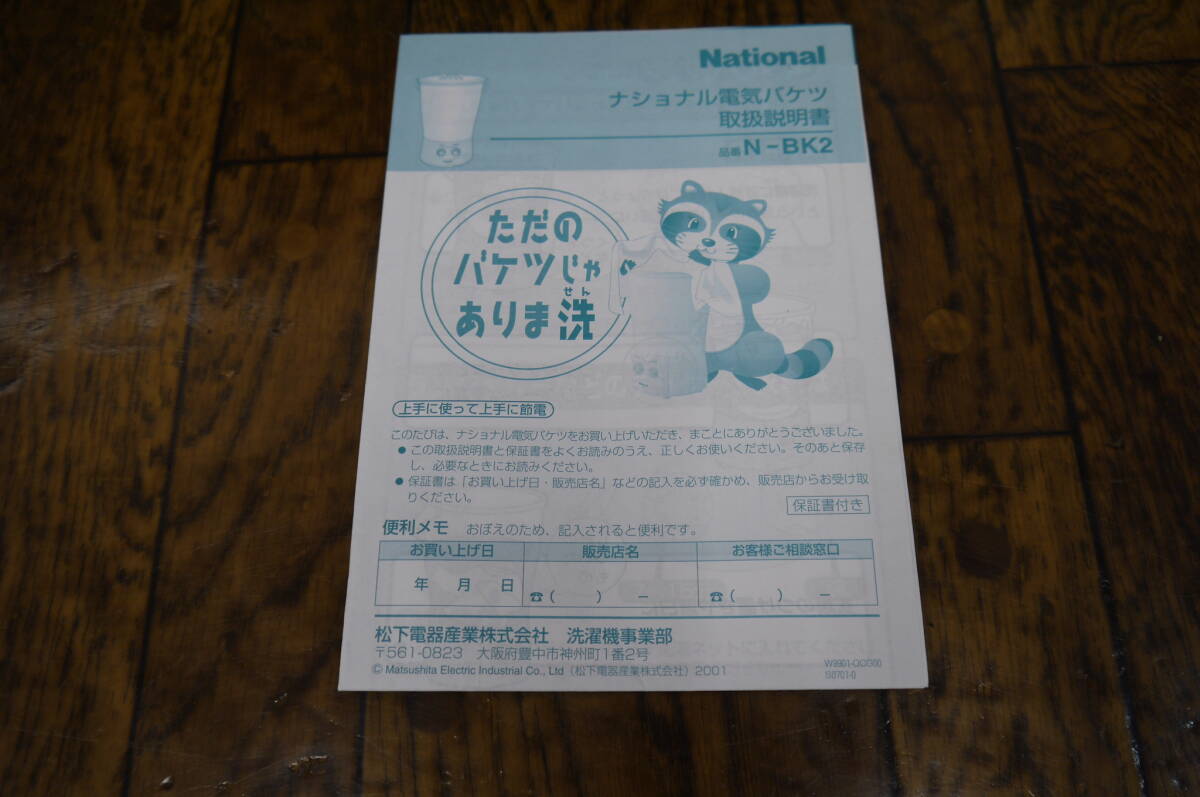 National
ナショナル電気バケツ
取扱説明書
品番 N-BK2
ただの
バケツじゃ
せん
ありま洗
上手に使って上手に節電
このたびは、ナショナル電気バケツをお買い上げいただき、まことにありがとうございました。
● この取扱説明書と保証書をよくお読みのうえ、正しくお使いください。そのあと保存
し、必要なときにお読みください。
● 保証書は「お買い上げ日・販売店名」などの記入を必ず確かめ、販売店からお受け取
りください。
保証書付き
便利メモ おぼえのため、記入されると便利です。
お買い上げ日 販売店名 お客様ご相談窓口
年 月 日 ☎( ) − ☎( ) −
松下電器産業株式会社 洗濯機事業部
〒561-0823 大阪府豊中市神州町1番2号
© Matsushita Electric Industrial Co., Ltd (松下電器産業株式会社) 2001